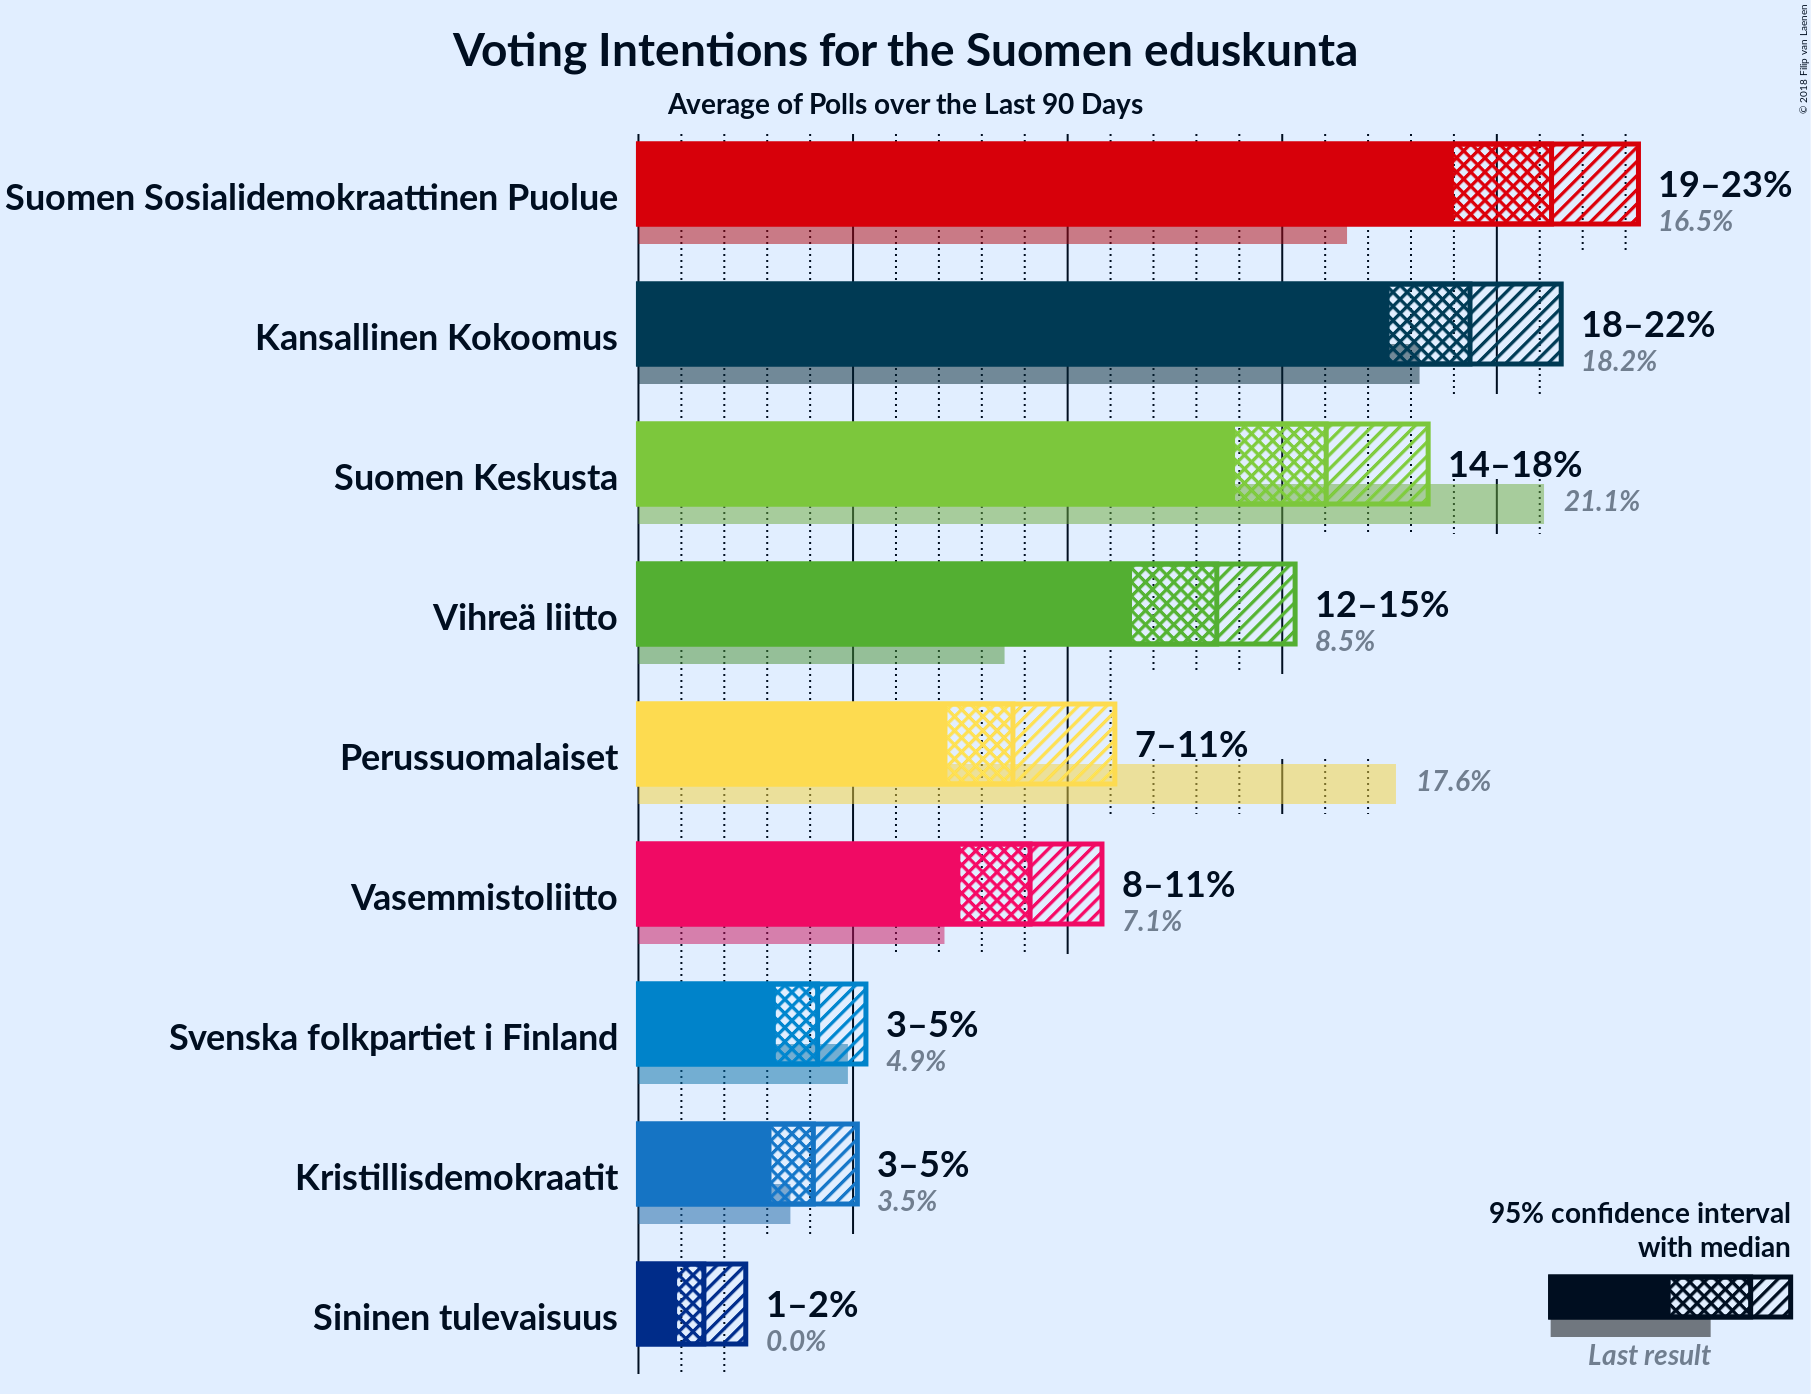 Voting Intentions for the Suomen eduskunta
Average of Polls over the Last 90 Days
© 2018 Filip van Laenen
Suomen Sosialidemokraattinen Puolue
19–23%
16.5%
Kansallinen Kokoomus
18–22%
18.2%
Suomen Keskusta
14–18%
21.1%
Vihreä liitto
12–15%
8.5%
Perussuomalaiset
7–11%
17.6%
Vasemmistoliitto
8–11%
7.1%
Svenska folkpartiet i Finland
3–5%
4.9%
Kristillisdemokraatit
3–5%
3.5%
Sininen tulevaisuus
1–2%
0.0%
95% confidence interval
with median
Last result